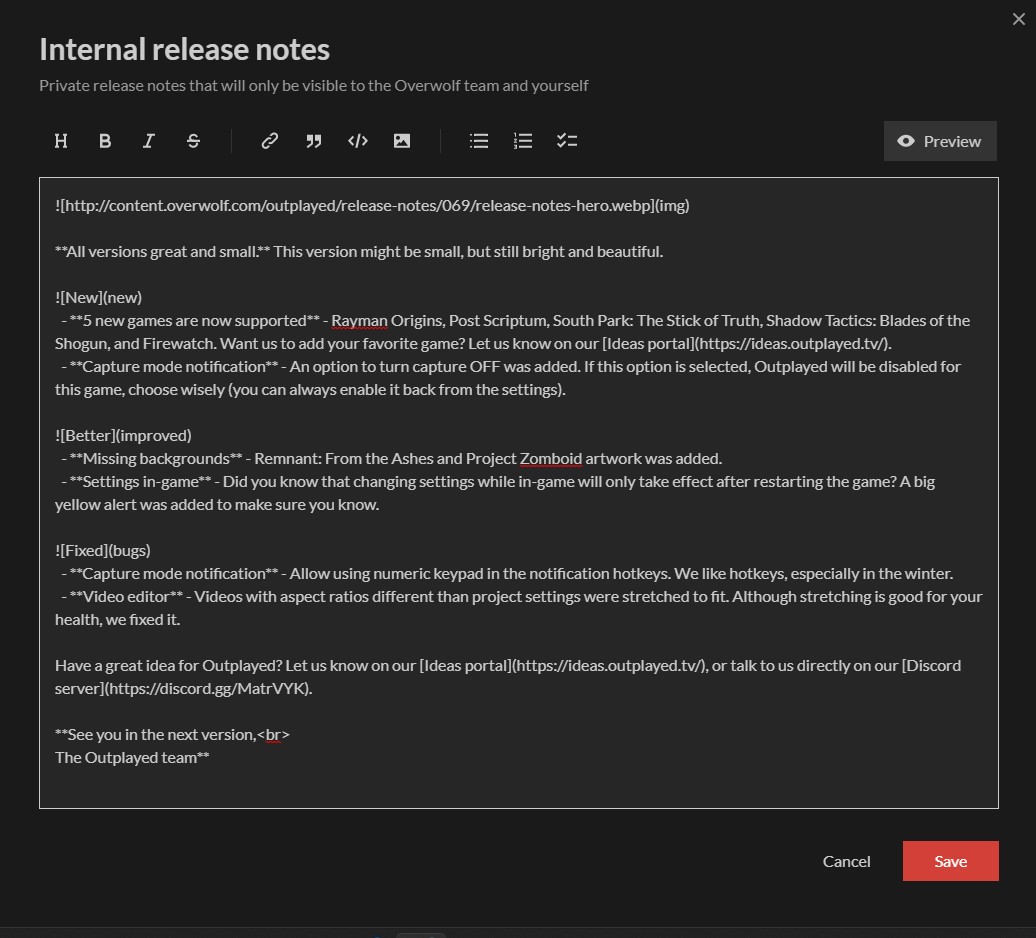 Internal release notes
Private release notes that will only be visible to the Overwolf team and yourself
H B I S
Preview
![http://content.overwolf.com/outplayed/release-notes/069/release-notes-hero.webp](img)
**All versions great and small.** This version might be small, but still bright and beautiful.
![New](new)
- **5 new games are now supported** - Rayman Origins, Post Scriptum, South Park: The Stick of Truth, Shadow Tactics: Blades of the
Shogun, and Firewatch. Want us to add your favorite game? Let us know on our [Ideas portal](https://ideas.outplayed.tv/).
- **Capture mode notification** - An option to turn capture OFF was added. If this option is selected, Outplayed will be disabled for
this game, choose wisely (you can always enable it back from the settings).
![Better](improved)
- **Missing backgrounds** - Remnant: From the Ashes and Project Zomboid artwork was added.
- **Settings in-game** - Did you know that changing settings while in-game will only take effect after restarting the game? A big
yellow alert was added to make sure you know.
![Fixed](bugs)
- **Capture mode notification** - Allow using numeric keypad in the notification hotkeys. We like hotkeys, especially in the winter.
- **Video editor** - Videos with aspect ratios different than project settings were stretched to fit. Although stretching is good for your
health, we fixed it.
Have a great idea for Outplayed? Let us know on our [Ideas portal](https://ideas.outplayed.tv/), or talk to us directly on our [Discord
server](https://discord.gg/MatrVYK).
**See you in the next version,<br>
The Outplayed team**
Cancel
Save